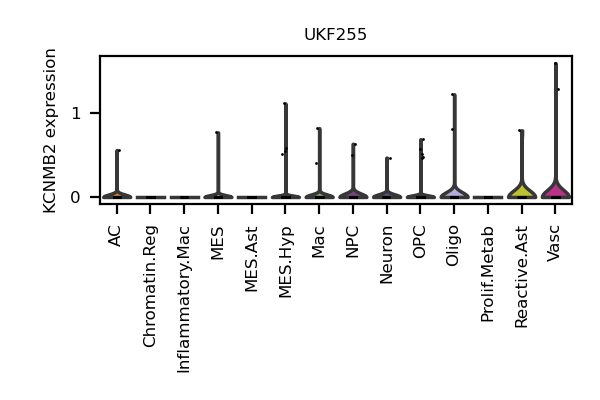 UKF255
KCNMB2 expression
1
0
AC
Chromatin.Reg
Inflammatory.Mac
MES
MES.Ast
MES.Hyp
Mac
NPC
Neuron
OPC
Oligo
Prolif.Metab
Reactive.Ast
Vasc